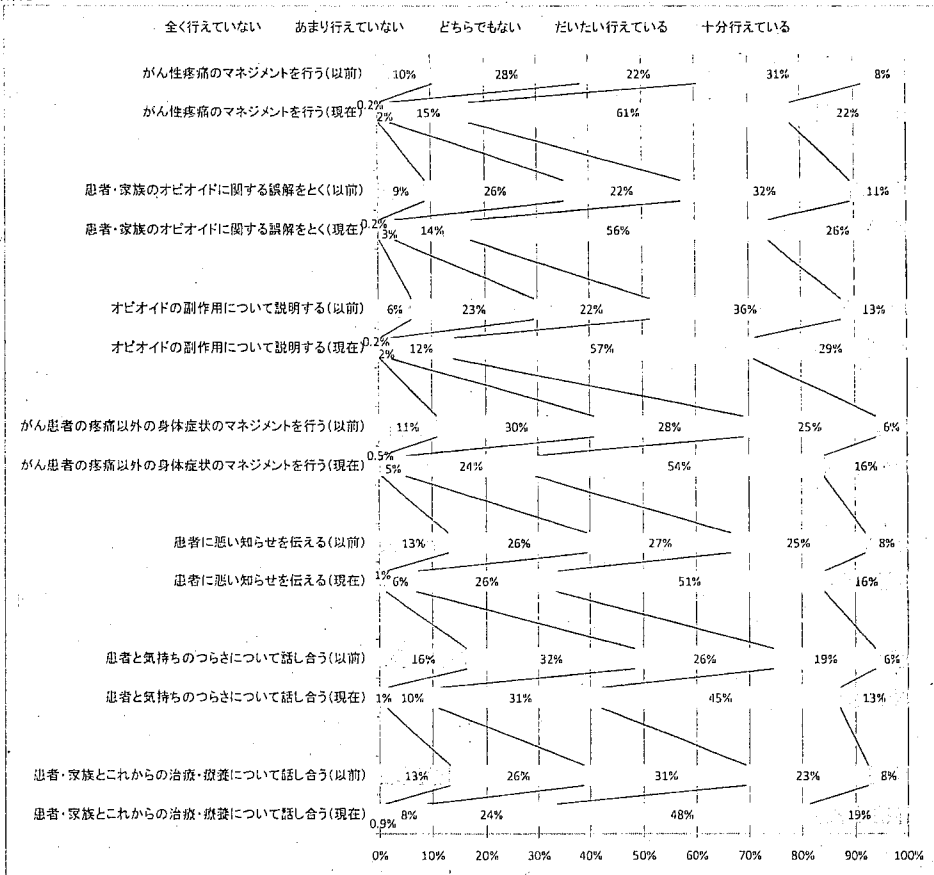 全く行えていない あまり行えていない どちらでもない だいたい行えている 十分行えている
がん性疼痛のマネジメントを行う(以前) 10% 28% 22% 31% 8%
がん性疼痛のマネジメントを行う(現在) 0.2% 2% 15% 61% 22%
患者・家族のオピオイドに関する誤解をとく(以前) 9% 26% 22% 32% 11%
患者・家族のオピオイドに関する誤解をとく(現在) 0.2% 3% 14% 56% 26%
オピオイドの副作用について説明する(以前) 6% 23% 22% 36% 13%
オピオイドの副作用について説明する(現在) 0.2% 2% 12% 57% 29%
がん患者の疼痛以外の身体症状のマネジメントを行う(以前) 11% 30% 28% 25% 6%
がん患者の疼痛以外の身体症状のマネジメントを行う(現在) 0.5% 5% 24% 54% 16%
患者に悪い知らせを伝える(以前) 13% 26% 27% 25% 8%
患者に悪い知らせを伝える(現在) 1% 6% 26% 51% 16%
患者と気持ちのつらさについて話し合う(以前) 16% 32% 26% 19% 6%
患者と気持ちのつらさについて話し合う(現在) 1% 10% 31% 45% 13%
患者・家族とこれからの治療・療養について話し合う(以前) 13% 26% 31% 23% 8%
患者・家族とこれからの治療・療養について話し合う(現在) 0.9% 8% 24% 48% 19%
0% 10% 20% 30% 40% 50% 60% 70% 80% 90% 100%